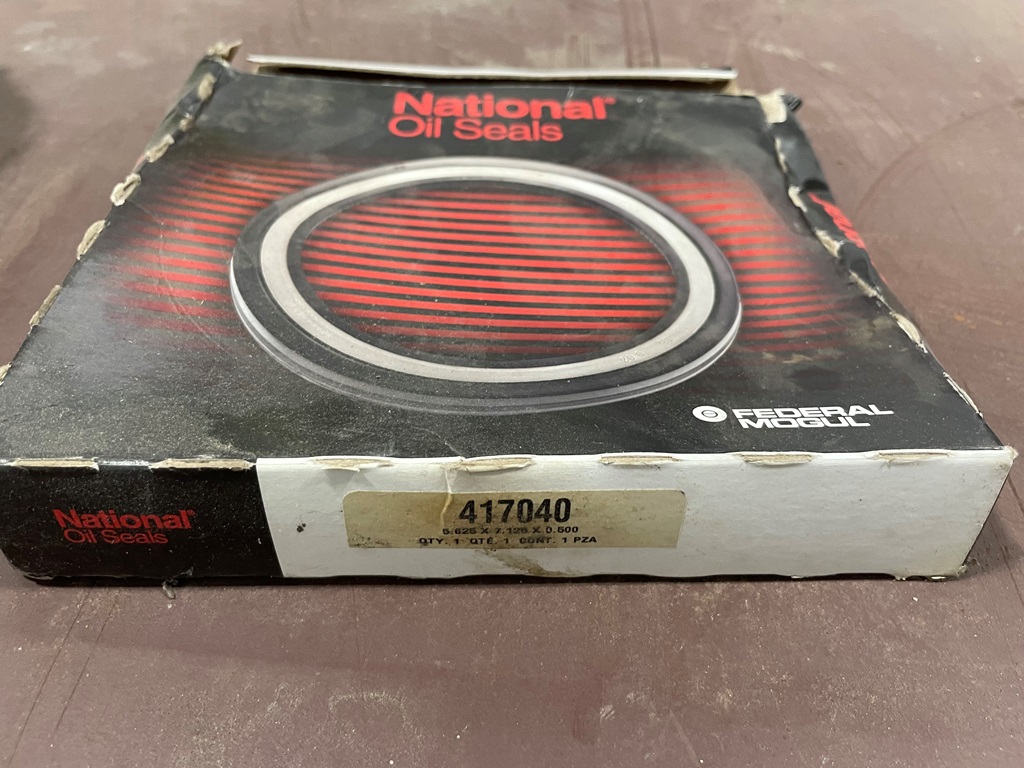 National®
Oil Seals
FEDERAL
MOGUL
National®
Oil Seals
417040
5.625 X 7.125 X 0.500
QTY. 1 QTE. 1 CONT. 1 PZA